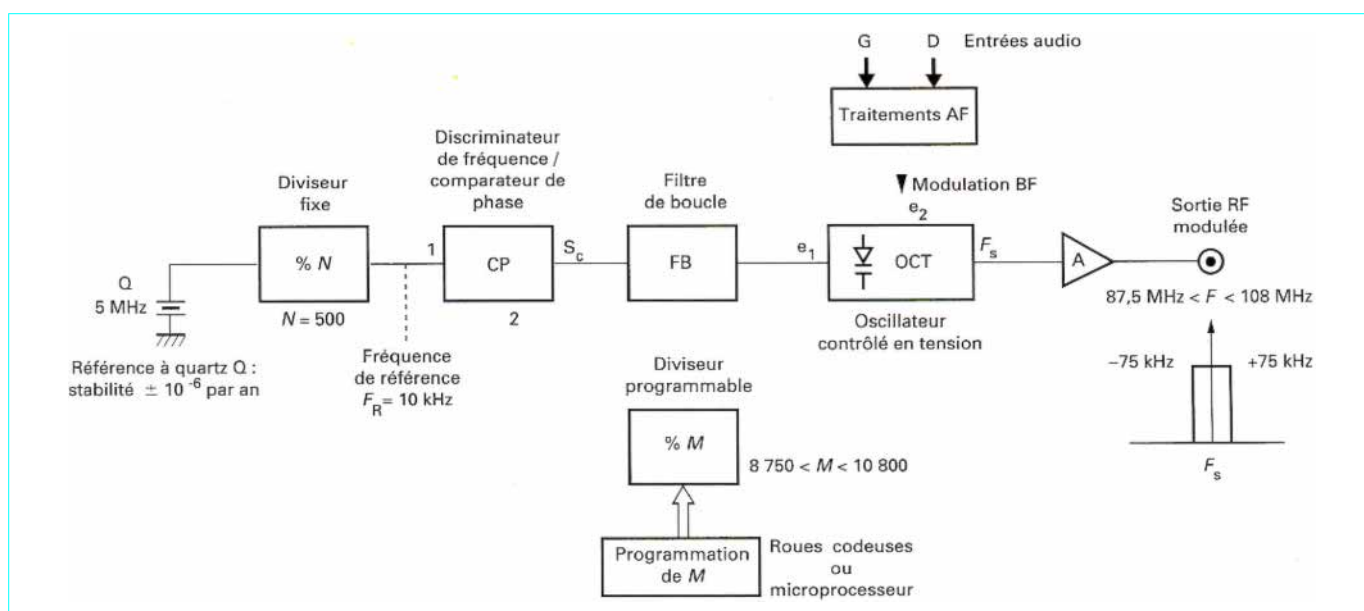 G D Entrées audio
Traitements AF
Discriminateur
de fréquence /
comparateur de
phase
Diviseur
fixe
Filtre
de boucle
Modulation BF
e2
Sortie RF
modulée
% N
1
CP
Sc
FB
e1
OCT
Fs
A
Q
5 MHz
N = 500
2
Oscillateur
contrôlé en tension
87,5 MHz < F < 108 MHz
Référence à quartz Q :
stabilité ± 10-6 par an
Fréquence
de référence
FR = 10 kHz
Diviseur
programmable
–75 kHz +75 kHz
% M
8 750 < M < 10 800
Fs
Programmation
de M
Roues codeuses
ou
microprocesseur